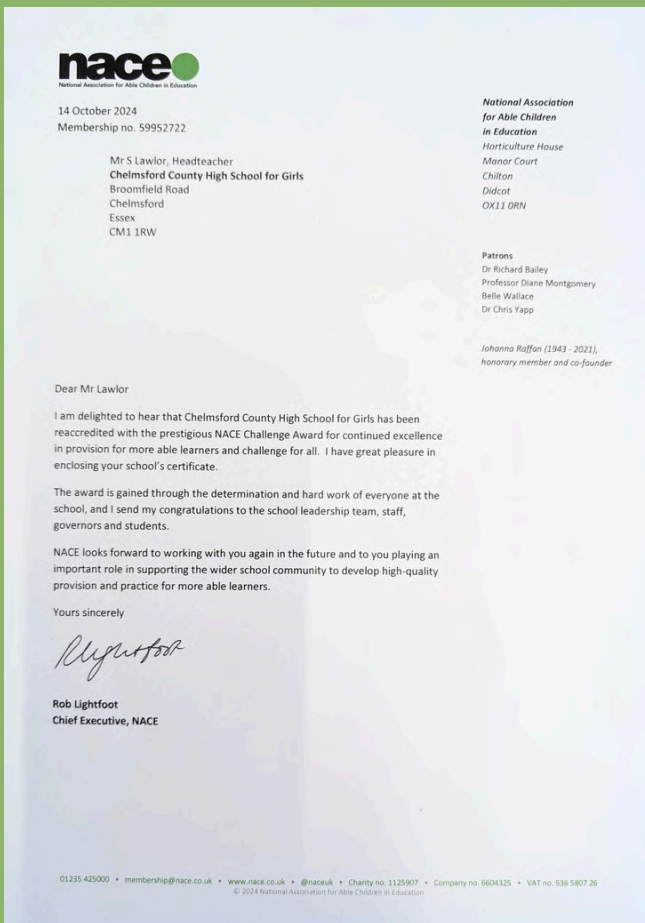 nace
National Association for Able Children in Education
14 October 2024
Membership no. 59952722
Mr S Lawlor, Headteacher
Chelmsford County High School for Girls
Broomfield Road
Chelmsford
Essex
CM1 1RW
National Association
for Able Children
in Education
Horticulture House
Manor Court
Chilton
Didcot
OX11 0RN
Patrons
Dr Richard Bailey
Professor Diane Montgomery
Belle Wallace
Dr Chris Yapp
Johanna Raffan (1943 - 2021),
honorary member and co-founder
Dear Mr Lawlor
I am delighted to hear that Chelmsford County High School for Girls has been
reaccredited with the prestigious NACE Challenge Award for continued excellence
in provision for more able learners and challenge for all. I have great pleasure in
enclosing your school's certificate.
The award is gained through the determination and hard work of everyone at the
school, and I send my congratulations to the school leadership team, staff,
governors and students.
NACE looks forward to working with you again in the future and to you playing an
important role in supporting the wider school community to develop high-quality
provision and practice for more able learners.
Yours sincerely
RLightfoot
Rob Lightfoot
Chief Executive, NACE
01235 425000 • membership@nace.co.uk • www.nace.co.uk • @naceuk • Charity no. 1125907 • Company no. 6604325 • VAT no. 536 5807 26
© 2024 National Association for Able Children in Education